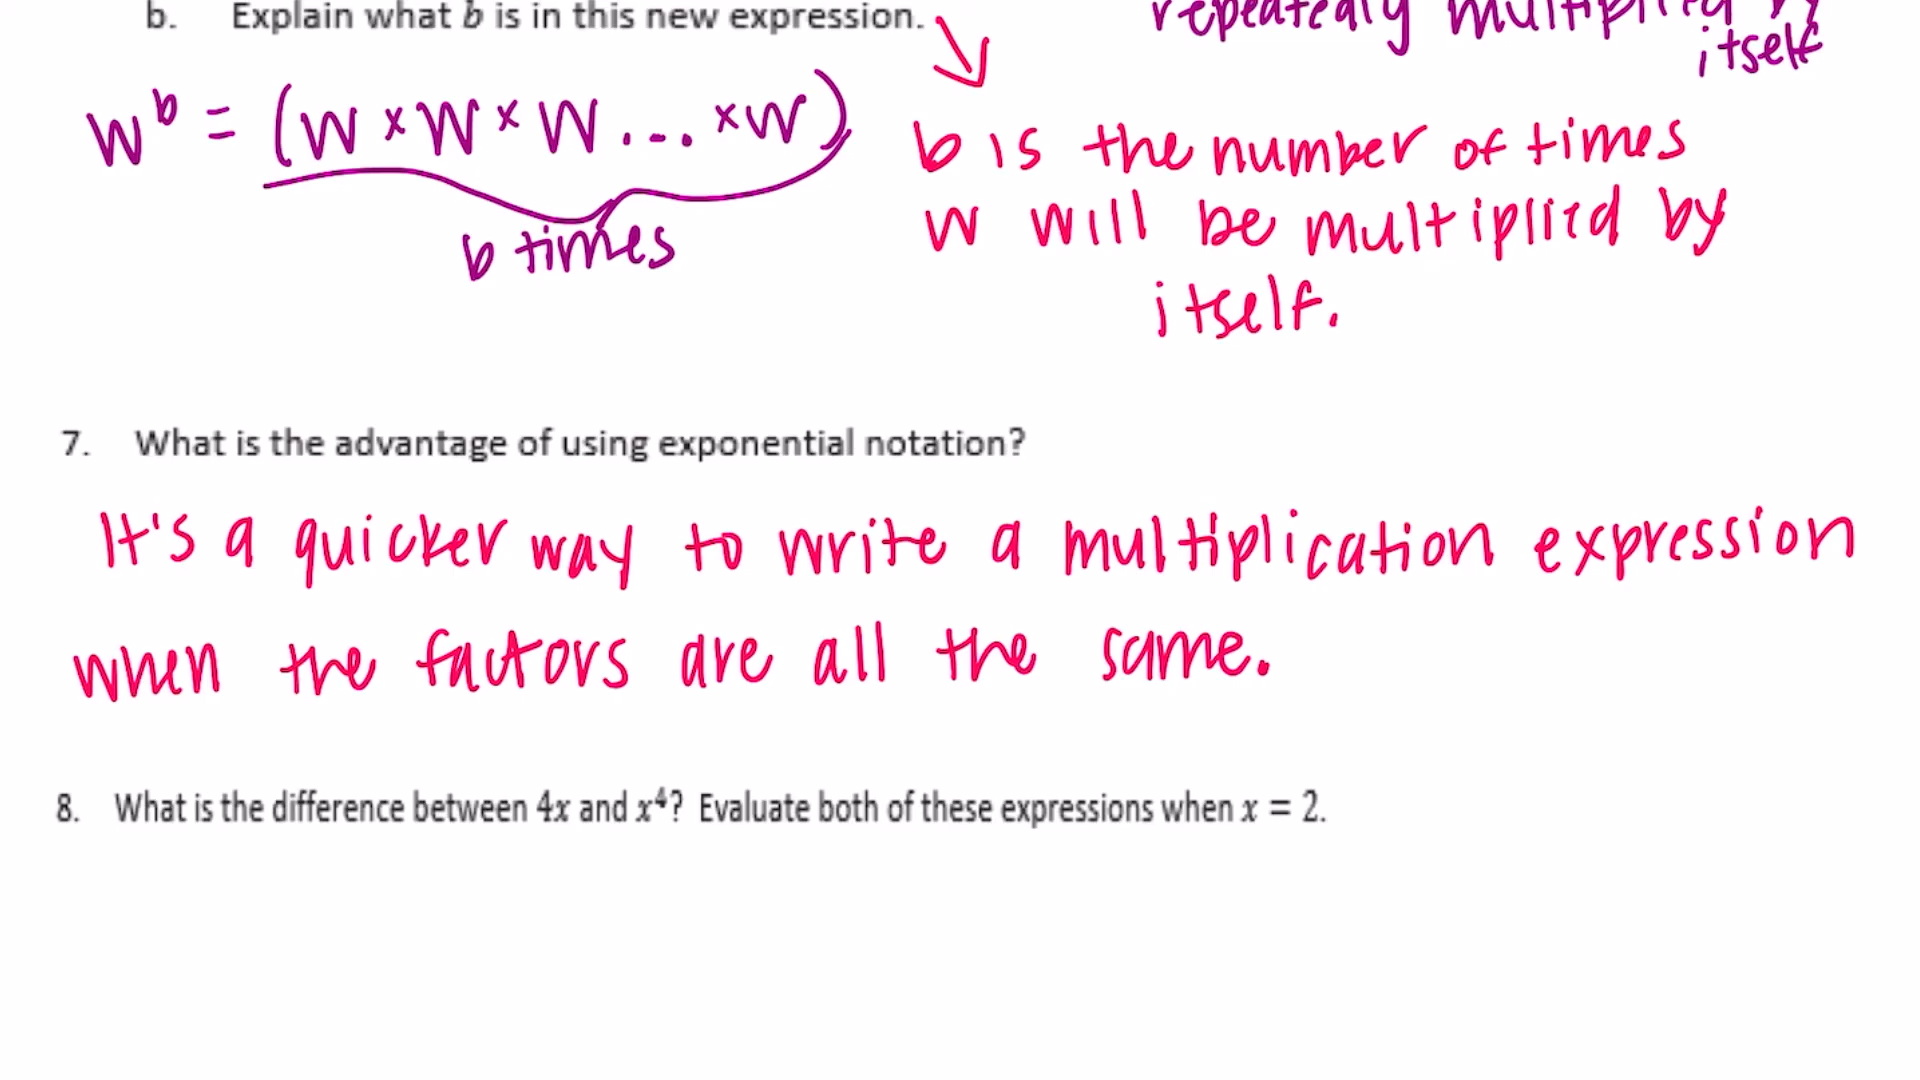 b. Explain what b is in this new expression.
repeatedly multiplied by
itself
w^b = (w × w × w . . . . × w)
b times
b is the number of times
w will be multiplied by
itself.
7. What is the advantage of using exponential notation?
It's a quicker way to write a multiplication expression
when the factors are all the same.
8. What is the difference between 4x and x⁴? Evaluate both of these expressions when x = 2.